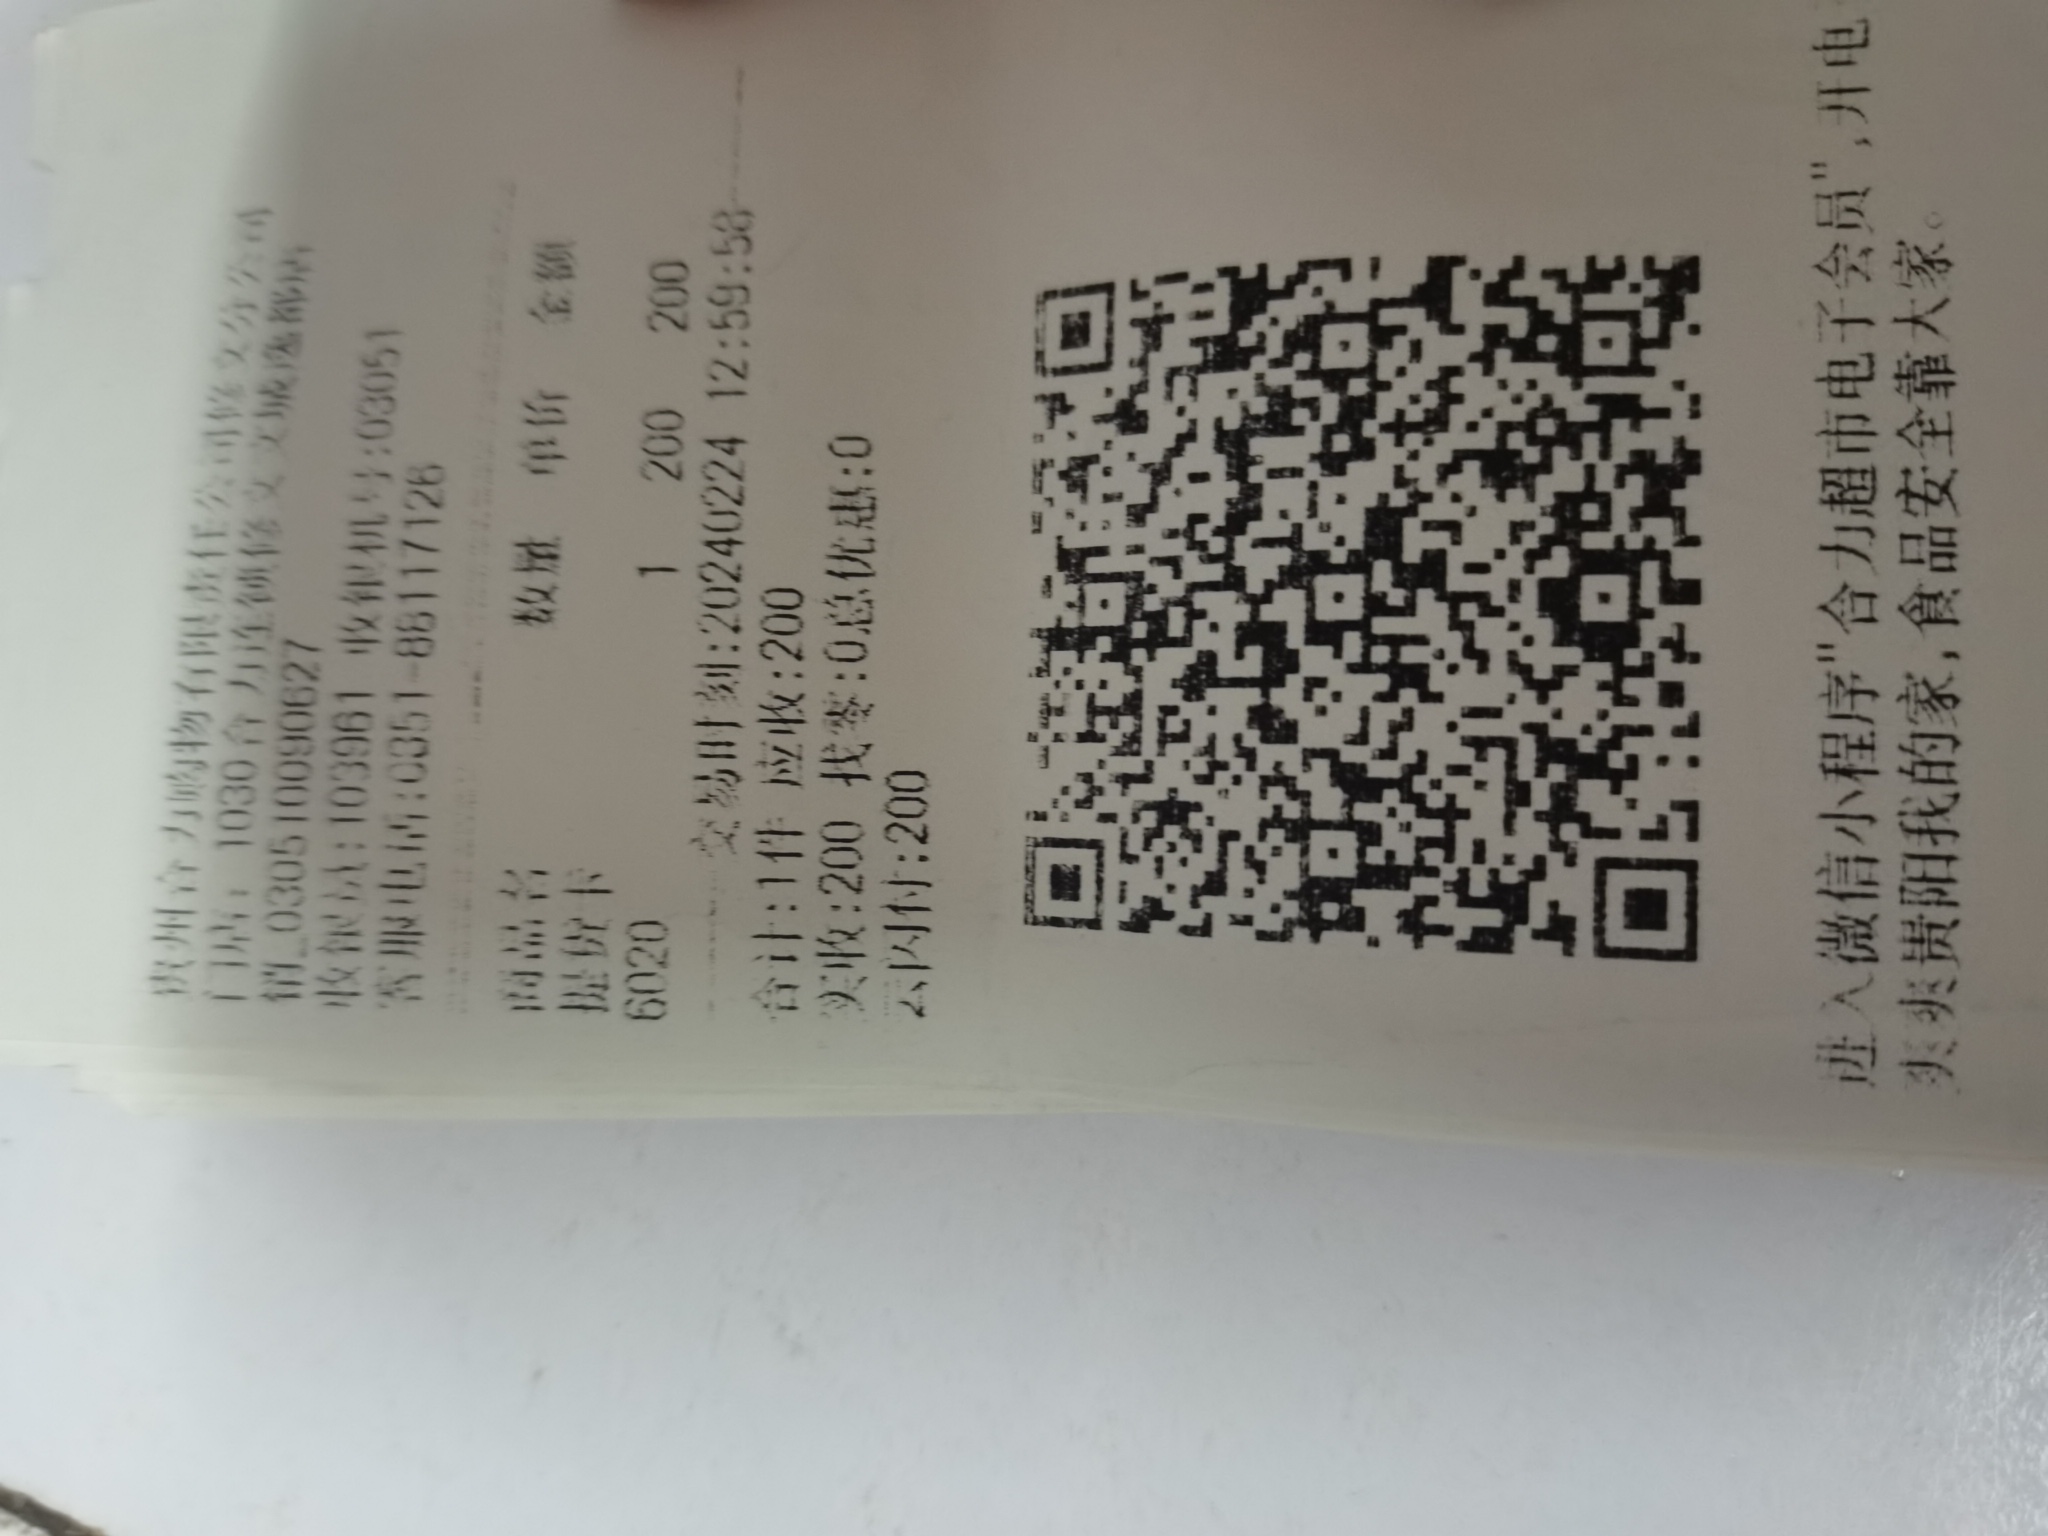 贵州合力购物有限责任公司修文分公司
门店: 1030合力连锁修文文城逸都店
销_030510090627
收银员:103961 收银机号:03051
客服电话:0351-88117126
商品名 数量 单价 金额
提货卡
6020 1 200 200
交易时刻:20240224 12:59:58
合计:1件 应收:200
实收:200 找零:0总优惠:0
云闪付:200
进入微信小程序"合力超市电子会员",开电
爽爽贵阳我的家,食品安全靠大家。